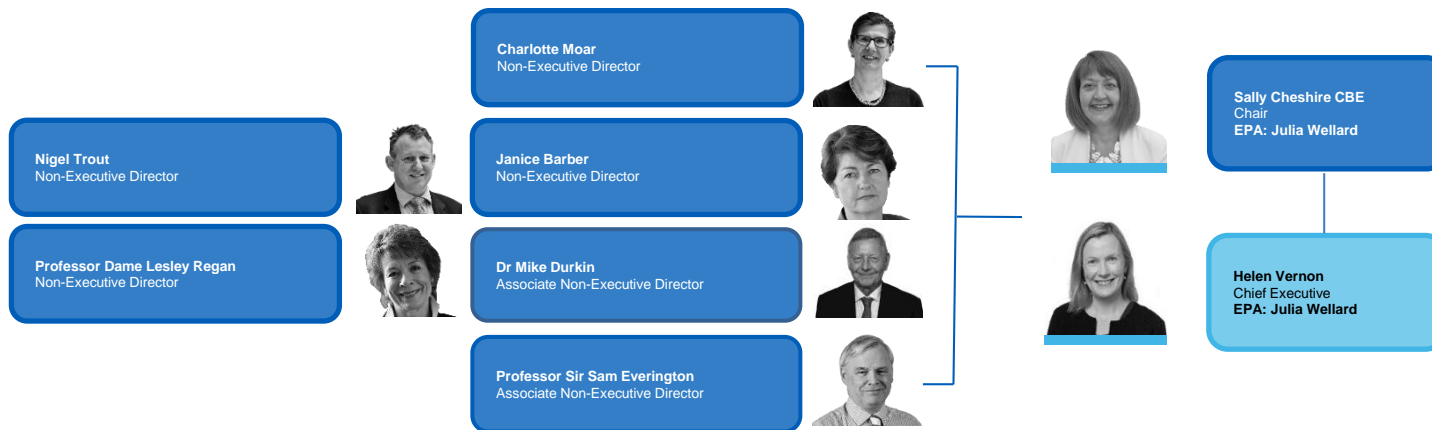 Charlotte Moar
Non-Executive Director
Sally Cheshire CBE
Chair
EPA: Julia Wellard
Nigel Trout
Non-Executive Director
Janice Barber
Non-Executive Director
Professor Dame Lesley Regan
Non-Executive Director
Dr Mike Durkin
Associate Non-Executive Director
Helen Vernon
Chief Executive
EPA: Julia Wellard
Professor Sir Sam Everington
Associate Non-Executive Director